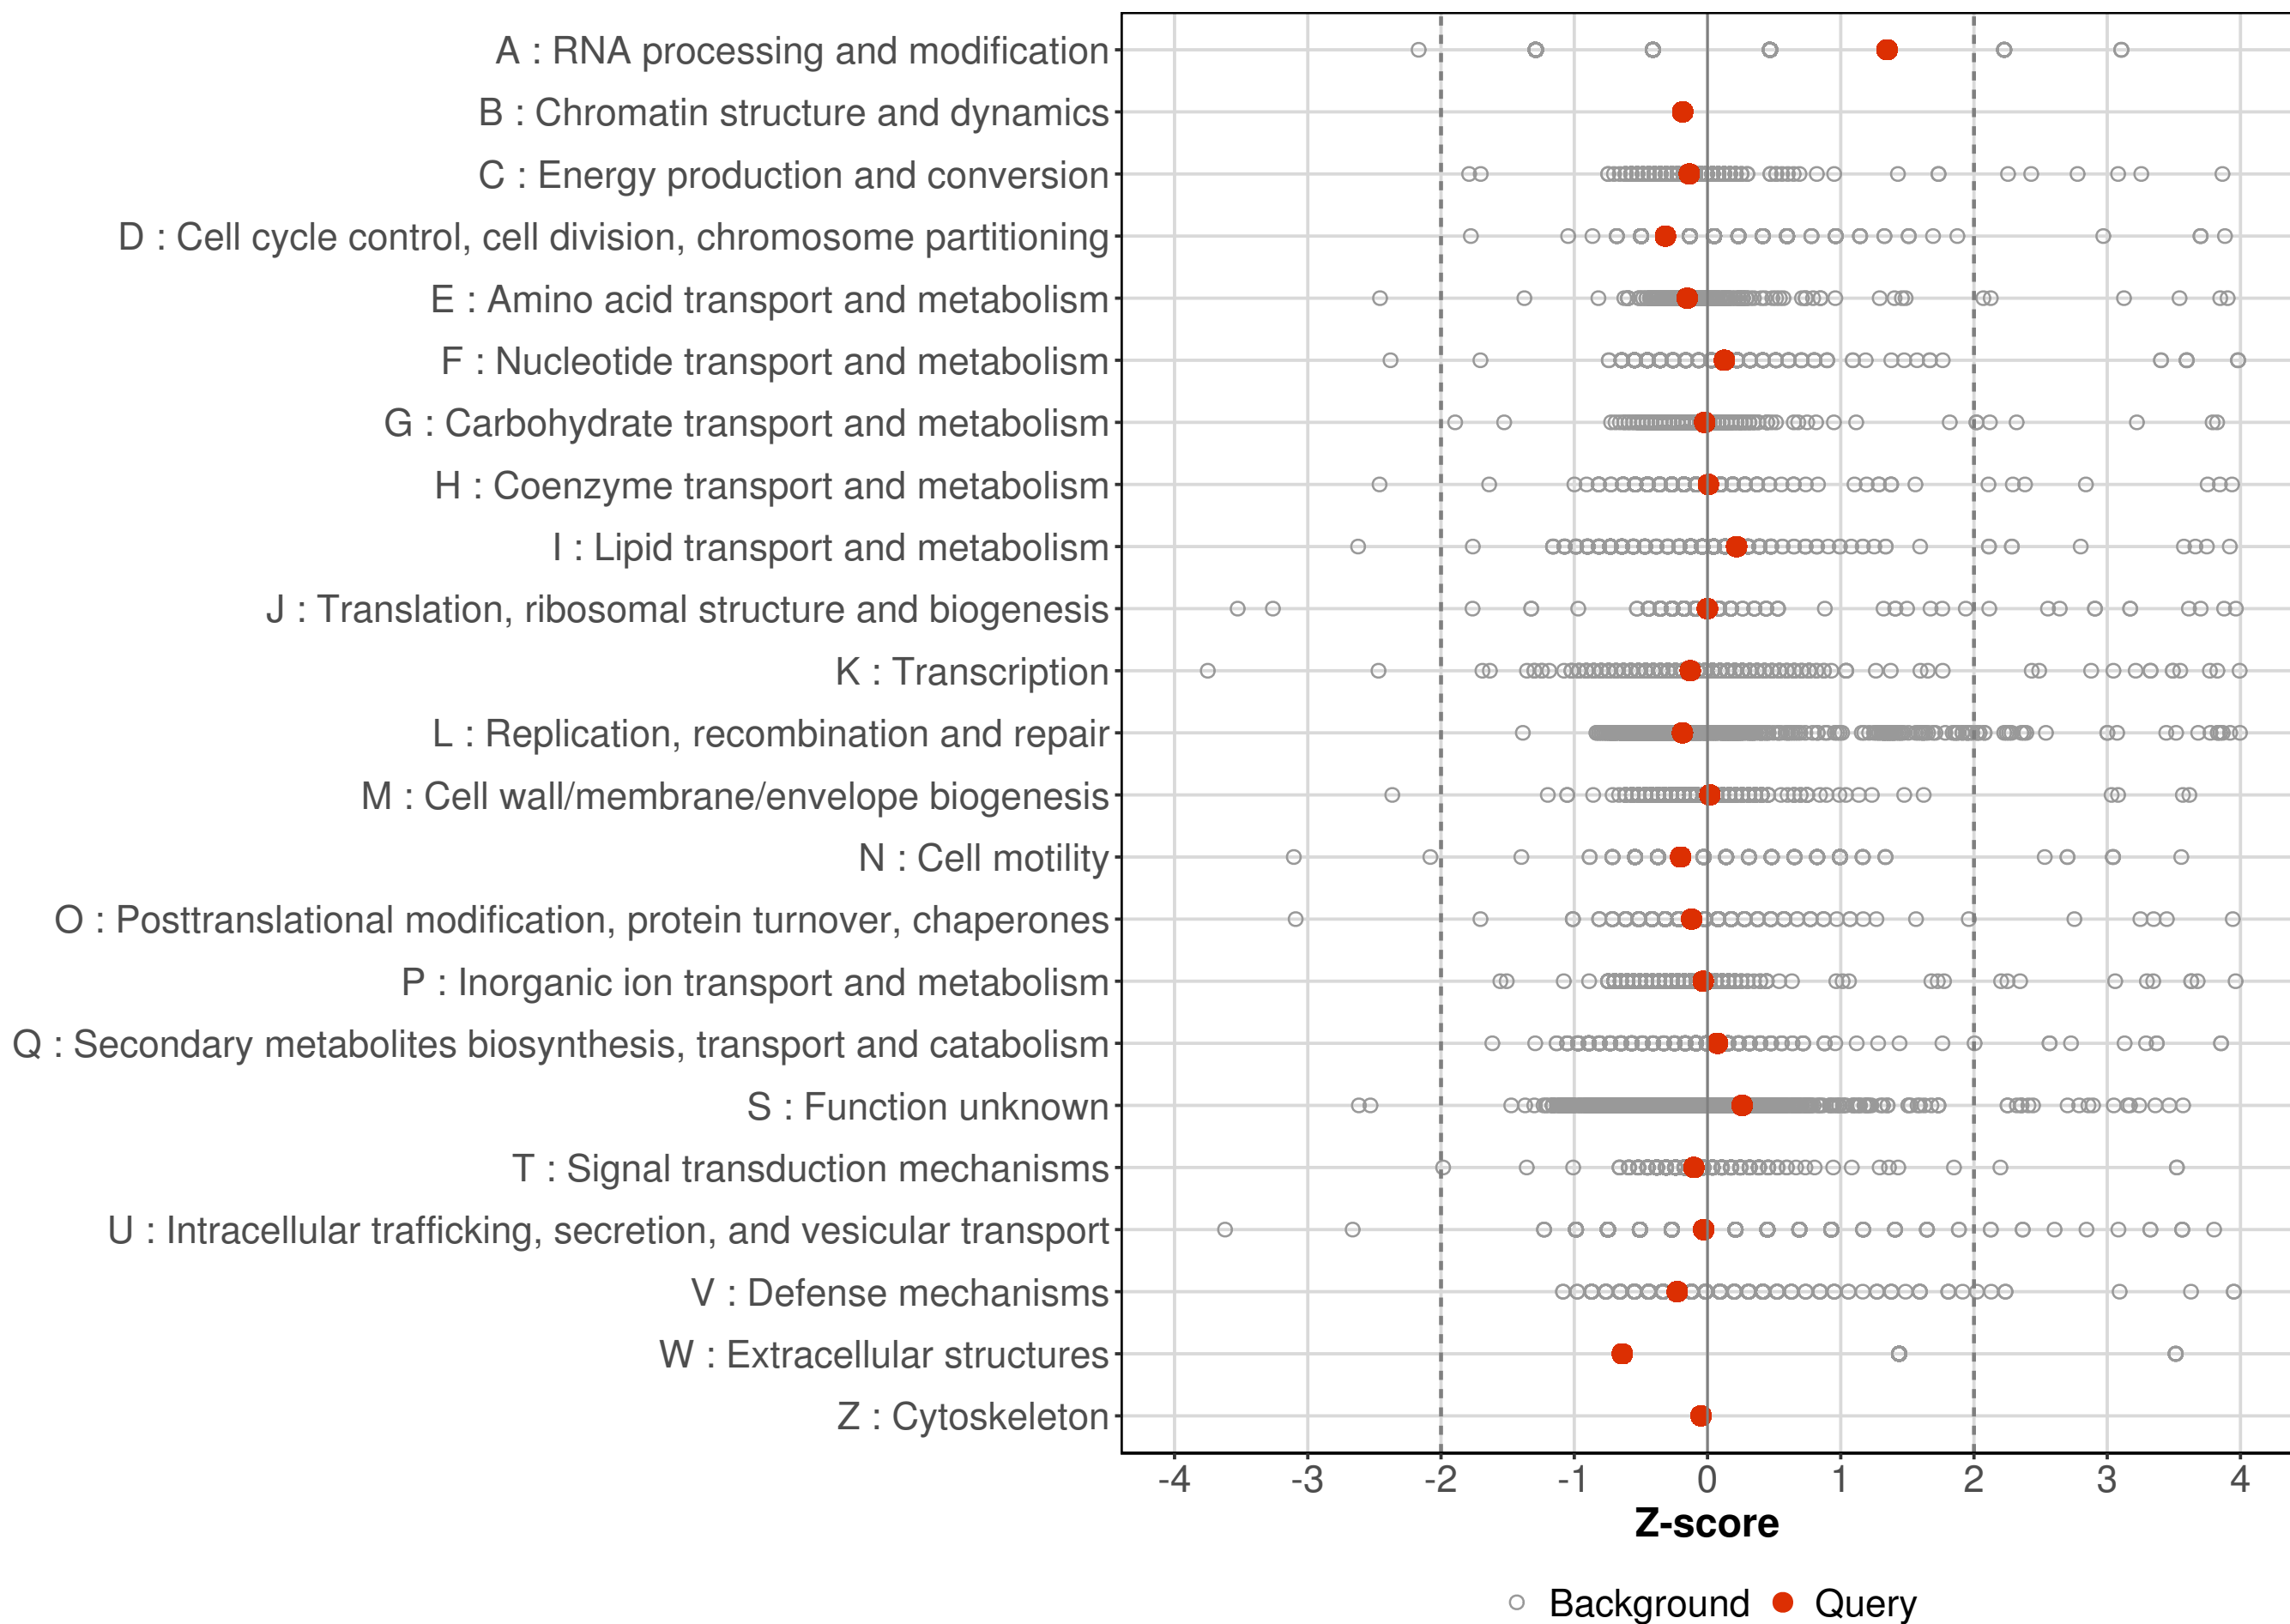 A : RNA processing and modification
B : Chromatin structure and dynamics
C : Energy production and conversion
D : Cell cycle control, cell division, chromosome partitioning
E : Amino acid transport and metabolism
F : Nucleotide transport and metabolism
G : Carbohydrate transport and metabolism
H : Coenzyme transport and metabolism
I : Lipid transport and metabolism
J : Translation, ribosomal structure and biogenesis
K : Transcription
L : Replication, recombination and repair
M : Cell wall/membrane/envelope biogenesis
N : Cell motility
O : Posttranslational modification, protein turnover, chaperones
P : Inorganic ion transport and metabolism
Q : Secondary metabolites biosynthesis, transport and catabolism
S : Function unknown
T : Signal transduction mechanisms
U : Intracellular trafficking, secretion, and vesicular transport
V : Defense mechanisms
W : Extracellular structures
Z : Cytoskeleton
-4 -3 -2 -1 0 1 2 3 4
Z-score
Background Query